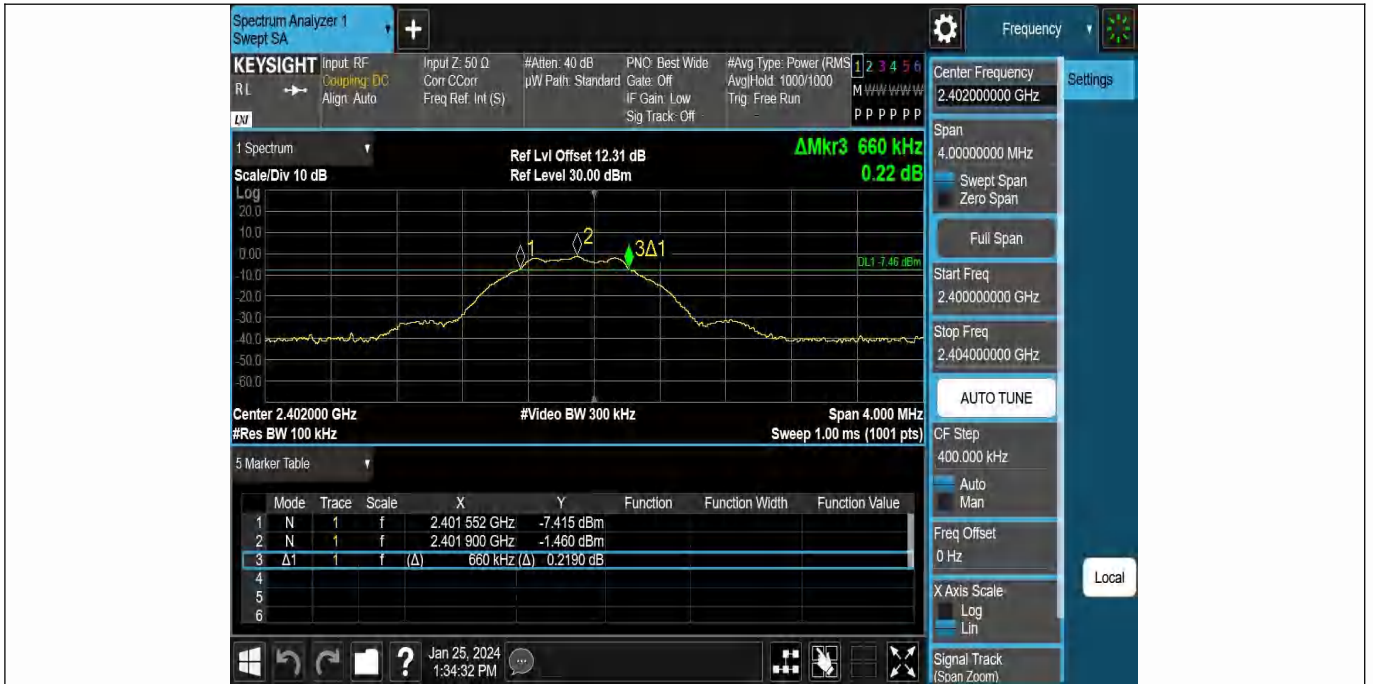 Spectrum Analyzer 1
Swept SA
+
Frequency
KEYSIGHT
RL
LXI
Input: RF
Coupling: DC
Align: Auto
Input Z: 50 Ω
Corr CCorr
Freq Ref: Int (S)
#Atten: 40 dB
µW Path: Standard
PNO: Best Wide
Gate: Off
IF Gain: Low
Sig Track: Off
#Avg Type: Power (RMS
Avg|Hold: 1000/1000
Trig: Free Run
1 2 3 4 5 6
M W W W W W
P P P P P P
1 Spectrum
Scale/Div 10 dB
Ref Lvl Offset 12.31 dB
Ref Level 30.00 dBm
ΔMkr3 660 kHz
0.22 dB
Log
20.0
10.0
0.00
-10.0
-20.0
-30.0
-40.0
-50.0
-60.0
1
2
3Δ1
DL1 -7.46 dBm
Center 2.402000 GHz
#Video BW 300 kHz
Span 4.000 MHz
#Res BW 100 kHz
Sweep 1.00 ms (1001 pts)
5 Marker Table
Mode Trace Scale X Y Function Function Width Function Value
1 N 1 f 2.401 552 GHz -7.415 dBm
2 N 1 f 2.401 900 GHz -1.460 dBm
3 Δ1 1 f (Δ) 660 kHz (Δ) 0.2190 dB
4
5
6
?
Jan 25, 2024
1:34:32 PM
Center Frequency
2.402000000 GHz
Settings
Span
4.00000000 MHz
Swept Span
Zero Span
Full Span
Start Freq
2.400000000 GHz
Stop Freq
2.404000000 GHz
AUTO TUNE
CF Step
400.000 kHz
Auto
Man
Freq Offset
0 Hz
X Axis Scale
Log
Lin
Local
Signal Track
(Span Zoom)